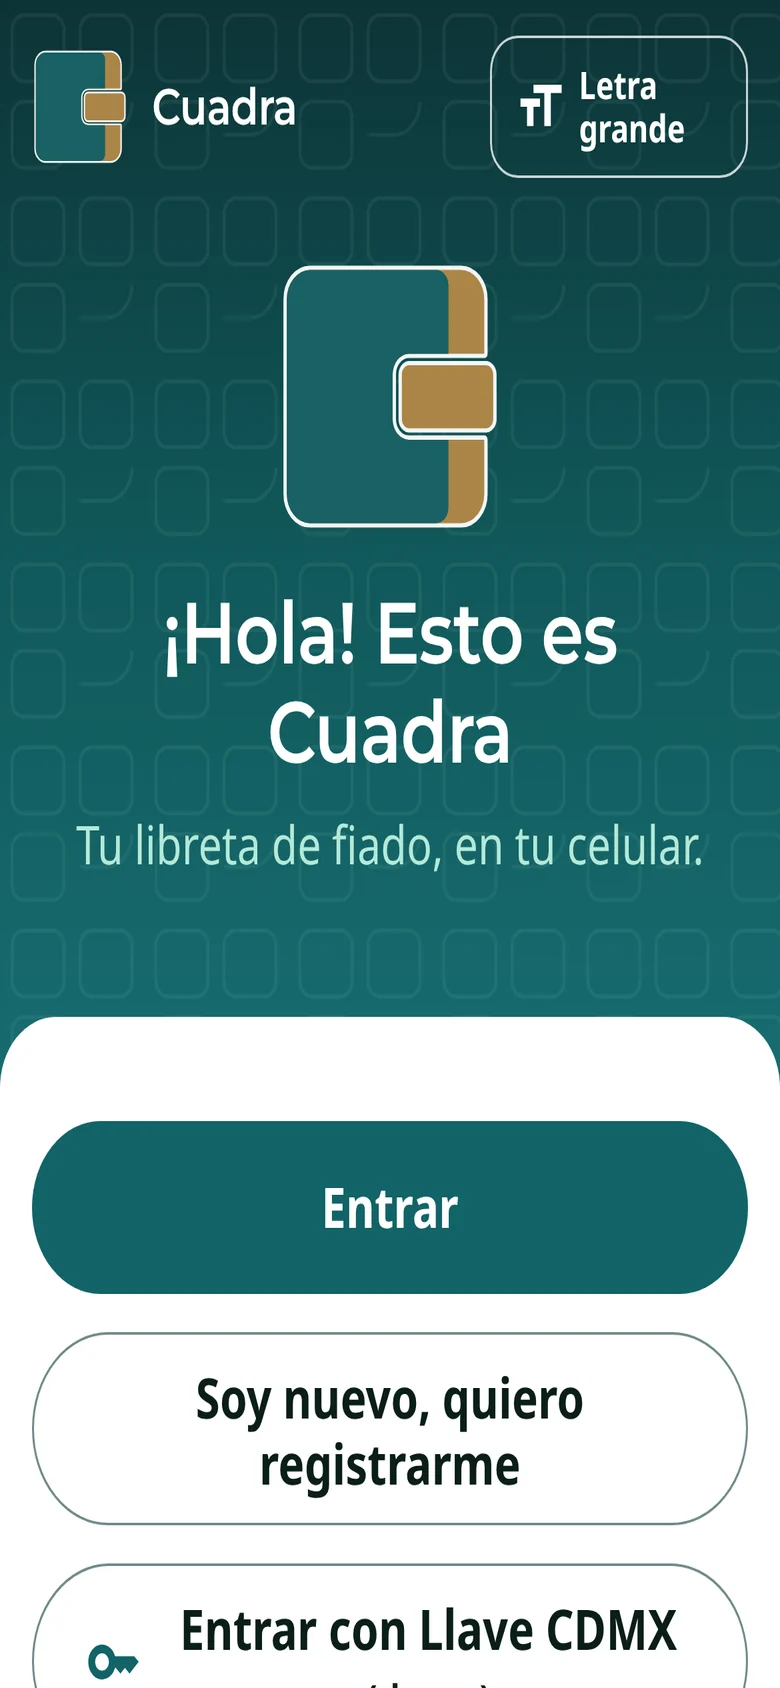 Cuadra
Letra
grande
¡Hola! Esto es
Cuadra
Tu libreta de fiado, en tu celular.
Entrar
Soy nuevo, quiero
registrarme
Entrar con Llave CDMX